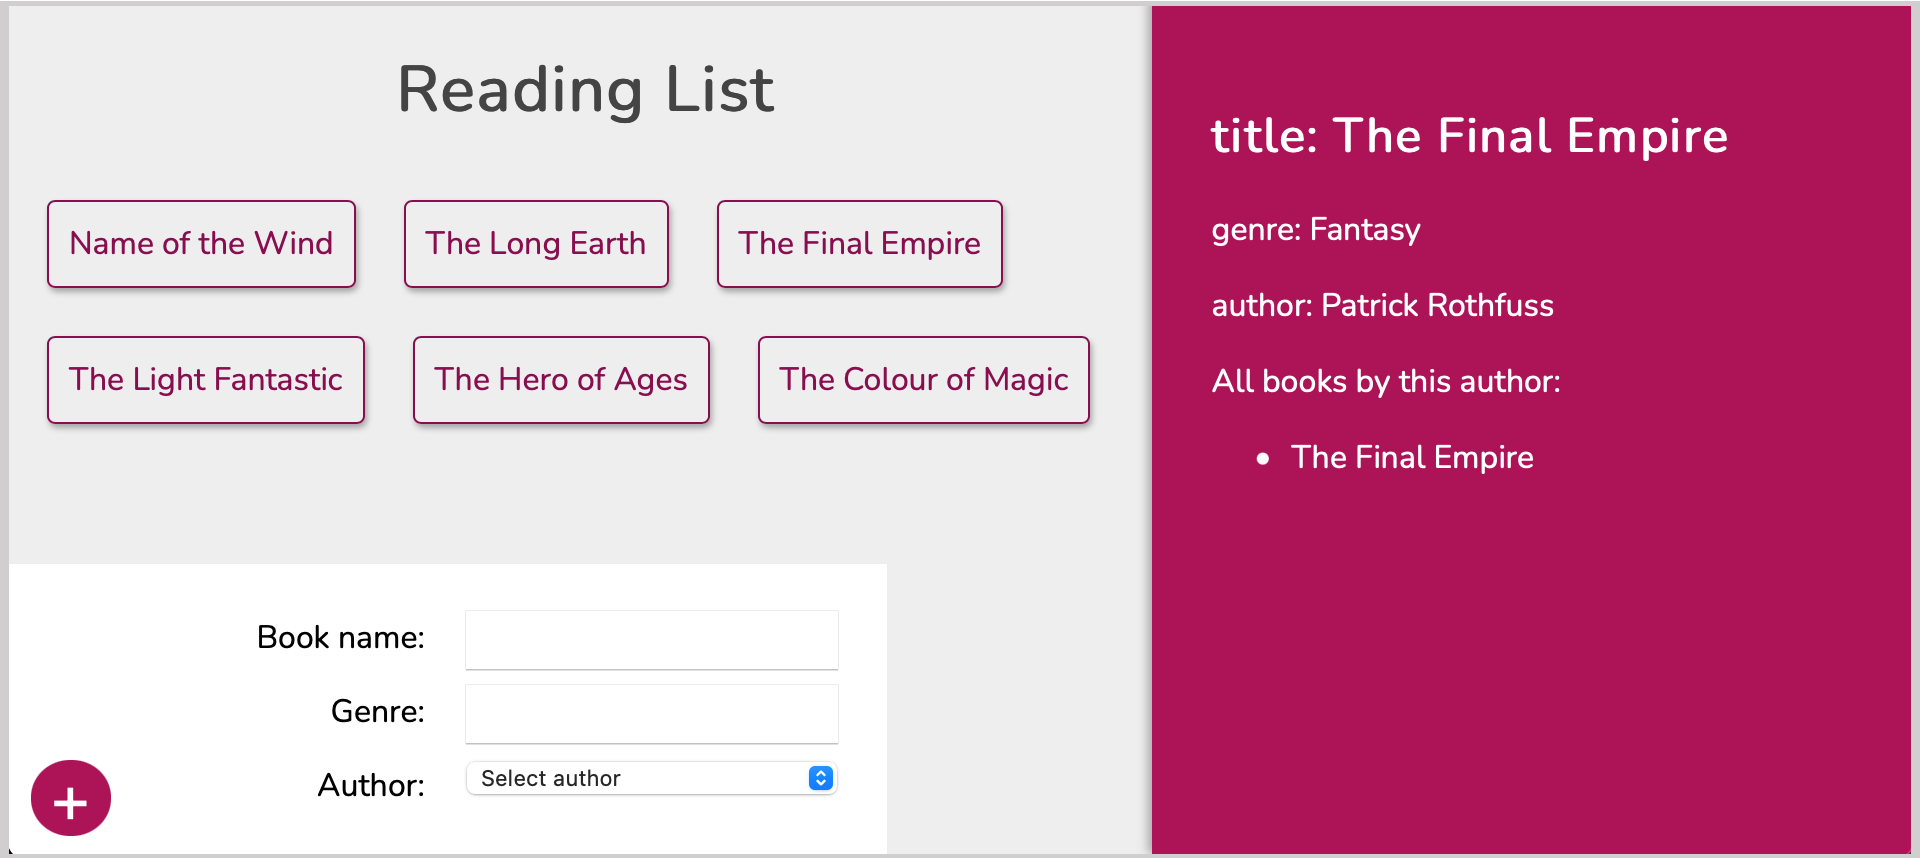 Reading List
Name of the Wind
The Long Earth
The Final Empire
The Light Fantastic
The Hero of Ages
The Colour of Magic
Book name:
Genre:
Author:
Select author
+
title: The Final Empire
genre: Fantasy
author: Patrick Rothfuss
All books by this author:
• The Final Empire